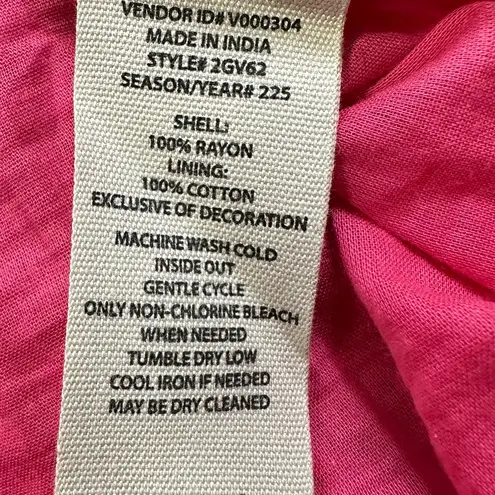 VENDOR ID# V000304
MADE IN INDIA
STYLE# 2GV62
SEASON/YEAR# 225
SHELL:
100% RAYON
LINING:
100% COTTON
EXCLUSIVE OF DECORATION
MACHINE WASH COLD
INSIDE OUT
GENTLE CYCLE
ONLY NON-CHLORINE BLEACH
WHEN NEEDED
TUMBLE DRY LOW
COOL IRON IF NEEDED
MAY BE DRY CLEANED